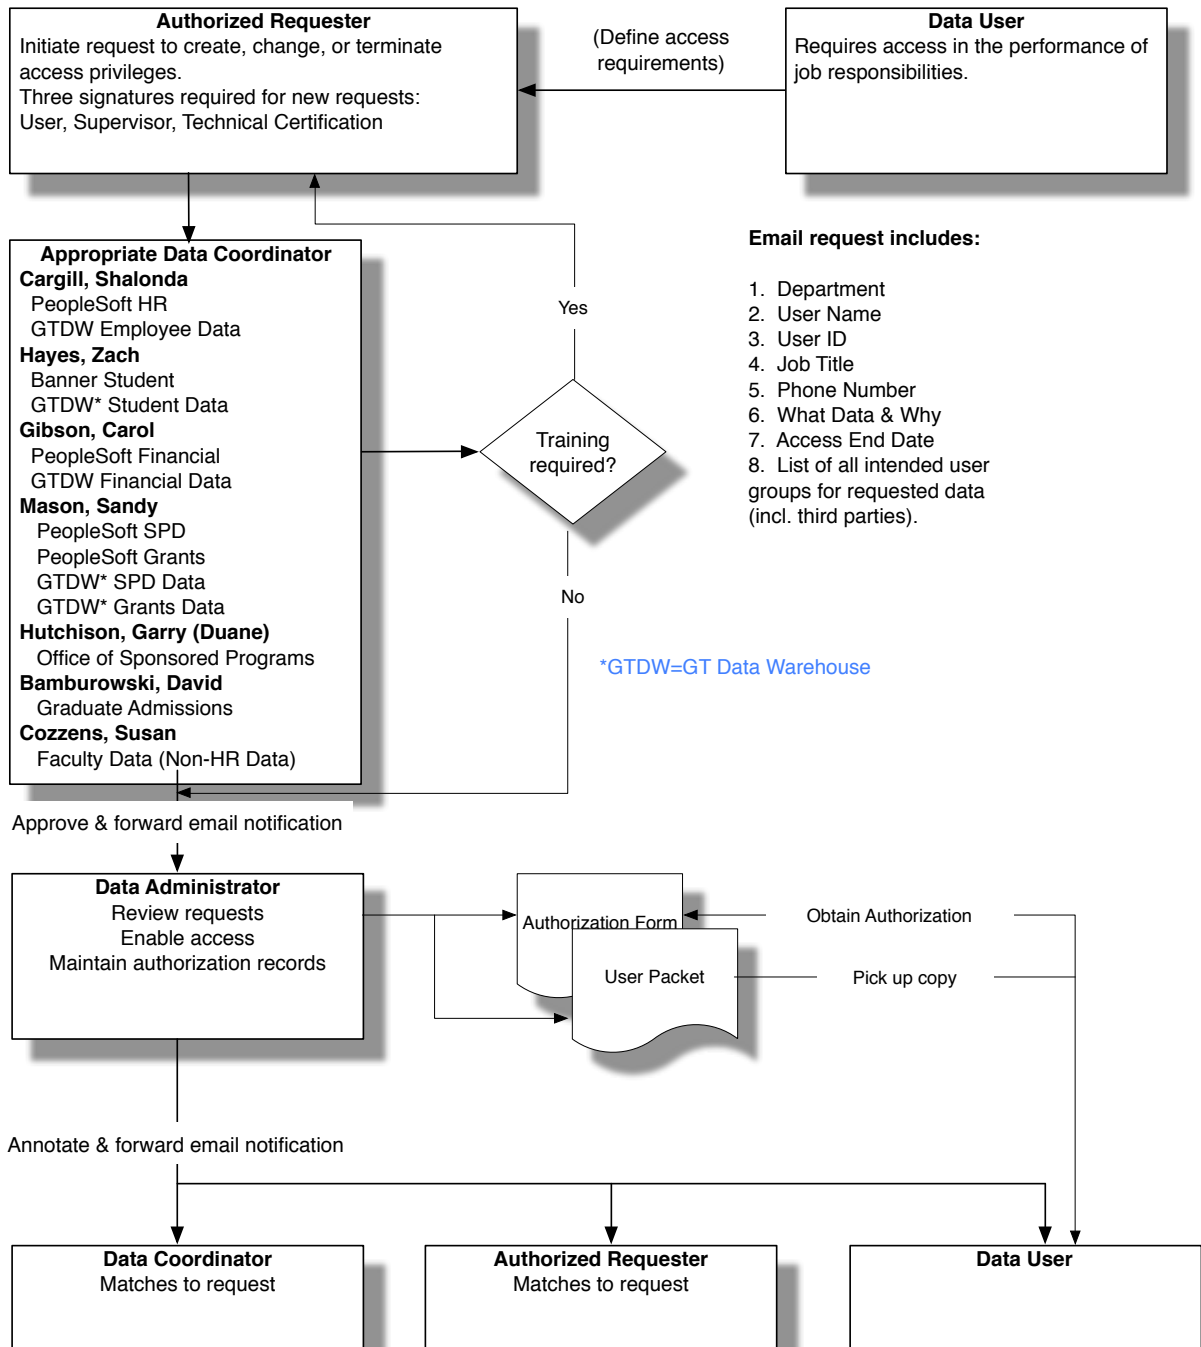 Authorized Requester
Initiate request to create, change, or terminate
access privileges.
Three signatures required for new requests:
User, Supervisor, Technical Certification
(Define access
requirements)
Data User
Requires access in the performance of
job responsibilities.
Appropriate Data Coordinator
Cargill, Shalonda
PeopleSoft HR
GTDW Employee Data
Hayes, Zach
Banner Student
GTDW* Student Data
Gibson, Carol
PeopleSoft Financial
GTDW Financial Data
Mason, Sandy
PeopleSoft SPD
PeopleSoft Grants
GTDW* SPD Data
GTDW* Grants Data
Hutchison, Garry (Duane)
Office of Sponsored Programs
Bamburowski, David
Graduate Admissions
Cozzens, Susan
Faculty Data (Non-HR Data)
Yes
Training
required?
No
Email request includes:
1. Department
2. User Name
3. User ID
4. Job Title
5. Phone Number
6. What Data & Why
7. Access End Date
8. List of all intended user
groups for requested data
(incl. third parties).
*GTDW=GT Data Warehouse
Approve & forward email notification
Data Administrator
Review requests
Enable access
Maintain authorization records
Authorization Form
Obtain Authorization
User Packet
Pick up copy
Annotate & forward email notification
Data Coordinator
Matches to request
Authorized Requester
Matches to request
Data User